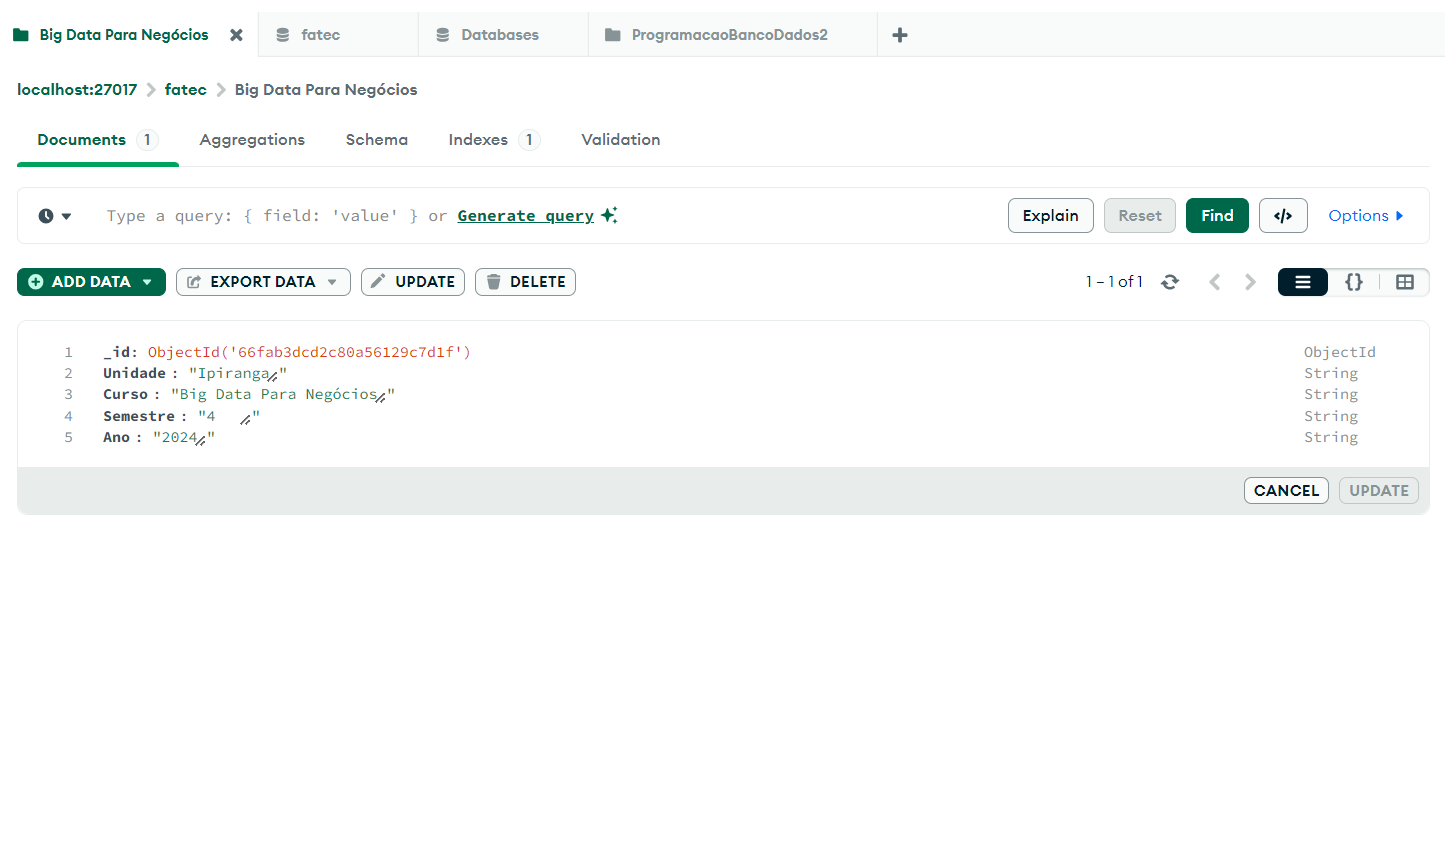 Big Data Para Negócios fatec Databases ProgramacaoBancoDados2
localhost:27017 fatec Big Data Para Negócios
Documents 1 Aggregations Schema Indexes 1 Validation
Type a query: { field: 'value' } or Generate query Explain Reset Find </> Options
ADD DATA EXPORT DATA UPDATE DELETE 1 – 1 of 1 {}
1 _id: ObjectId('66fab3dcd2c80a56129c7d1f') ObjectId
2 Unidade : "Ipiranga" String
3 Curso : "Big Data Para Negócios" String
4 Semestre : "4 " String
5 Ano : "2024" String
CANCEL UPDATE